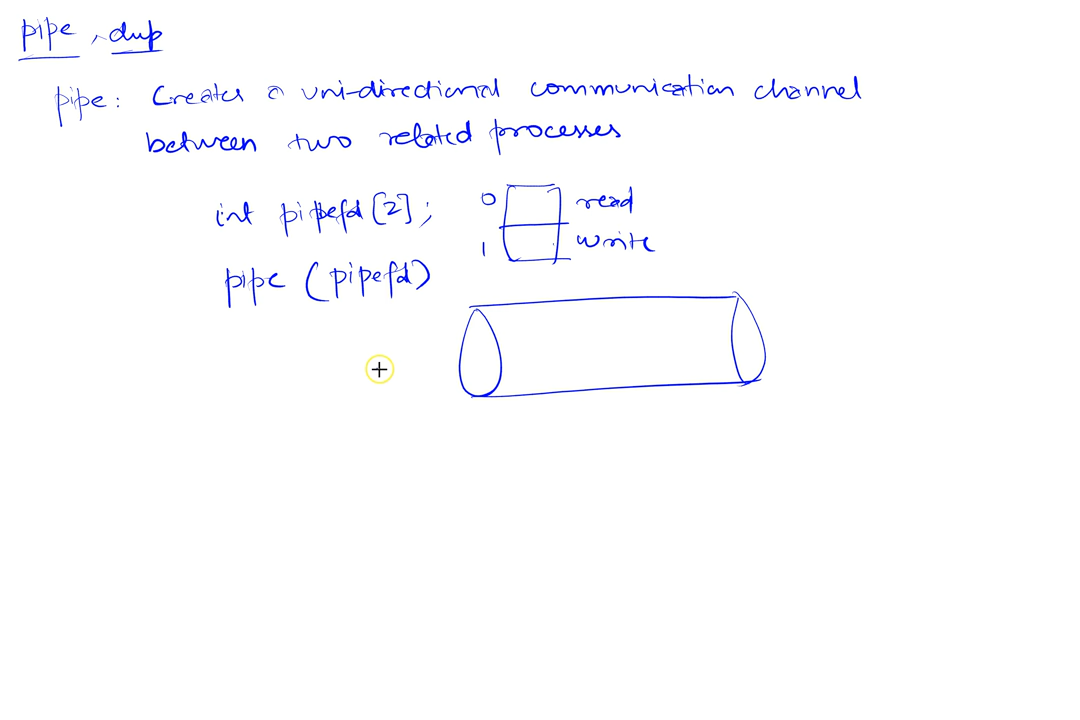 pipe, dup
pipe: Creates a uni-directional communication channel
between two related processes
int pipefd[2];
0 read
1 write
pipe (pipefd)